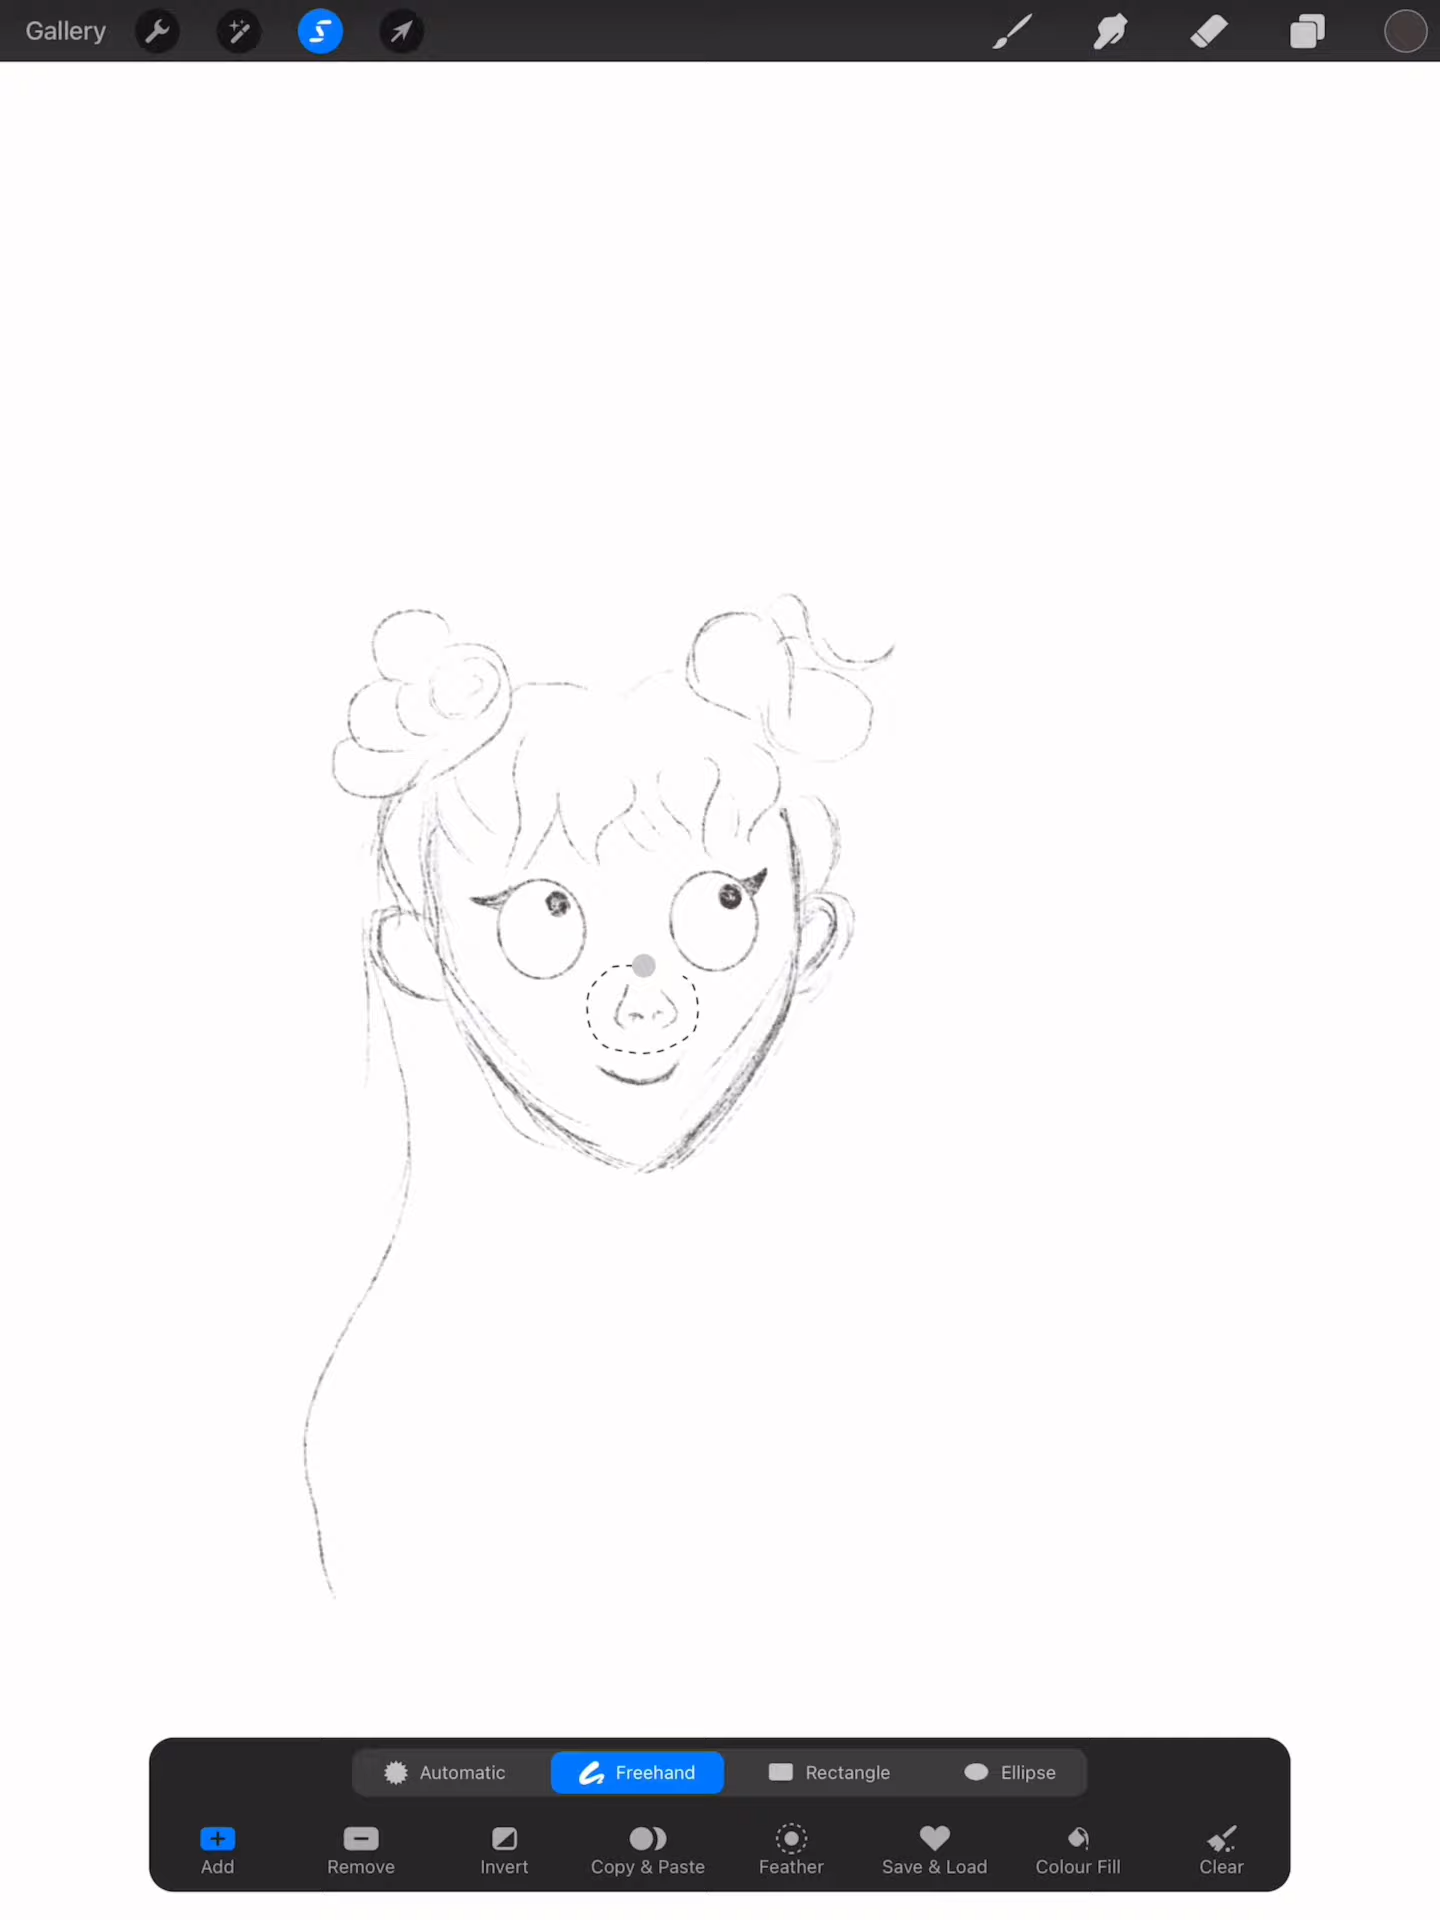 Gallery
Automatic Freehand Rectangle Ellipse
Add Remove Invert Copy & Paste Feather Save & Load Colour Fill Clear